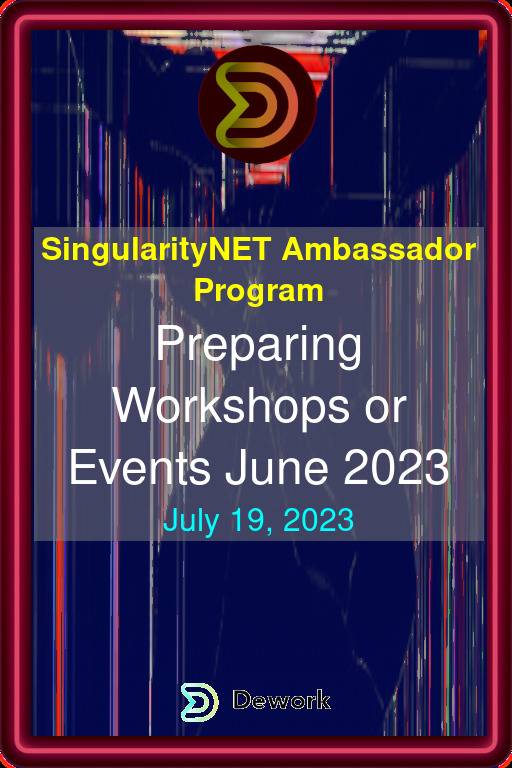 SingularityNET Ambassador
Program
Preparing
Workshops or
Events June 2023
July 19, 2023
Dework